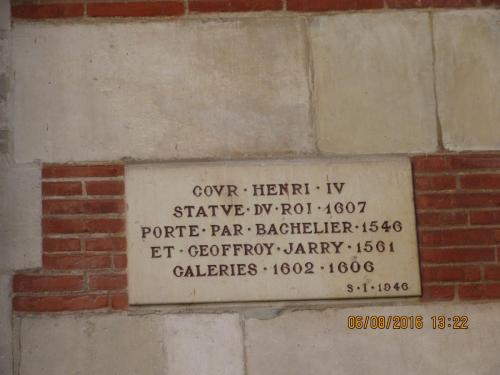 COVR · HENRI · IV
STATVE · DV · ROI · 1607
PORTE · PAR · BACHELIER · 1546
ET · GEOFFROY · JARRY · 1561
GALERIES · 1602 · 1606
S · I · 1946
06/08/2016 13:22